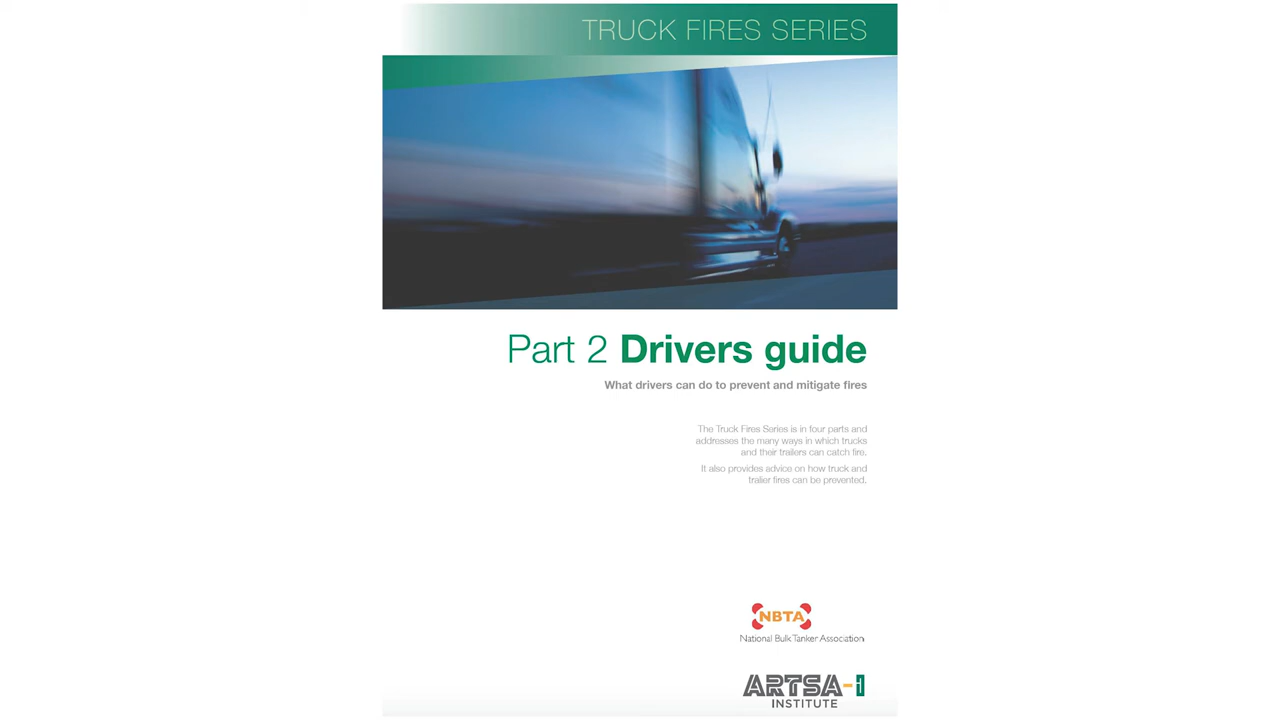 TRUCK FIRES SERIES
Part 2 Drivers guide
What drivers can do to prevent and mitigate fires
The Truck Fires Series is in four parts and
addresses the many ways in which trucks
and their trailers can catch fire.
It also provides advice on how truck and
tralier fires can be prevented.
NBTA
National Bulk Tanker Association
ARTSA-i
INSTITUTE